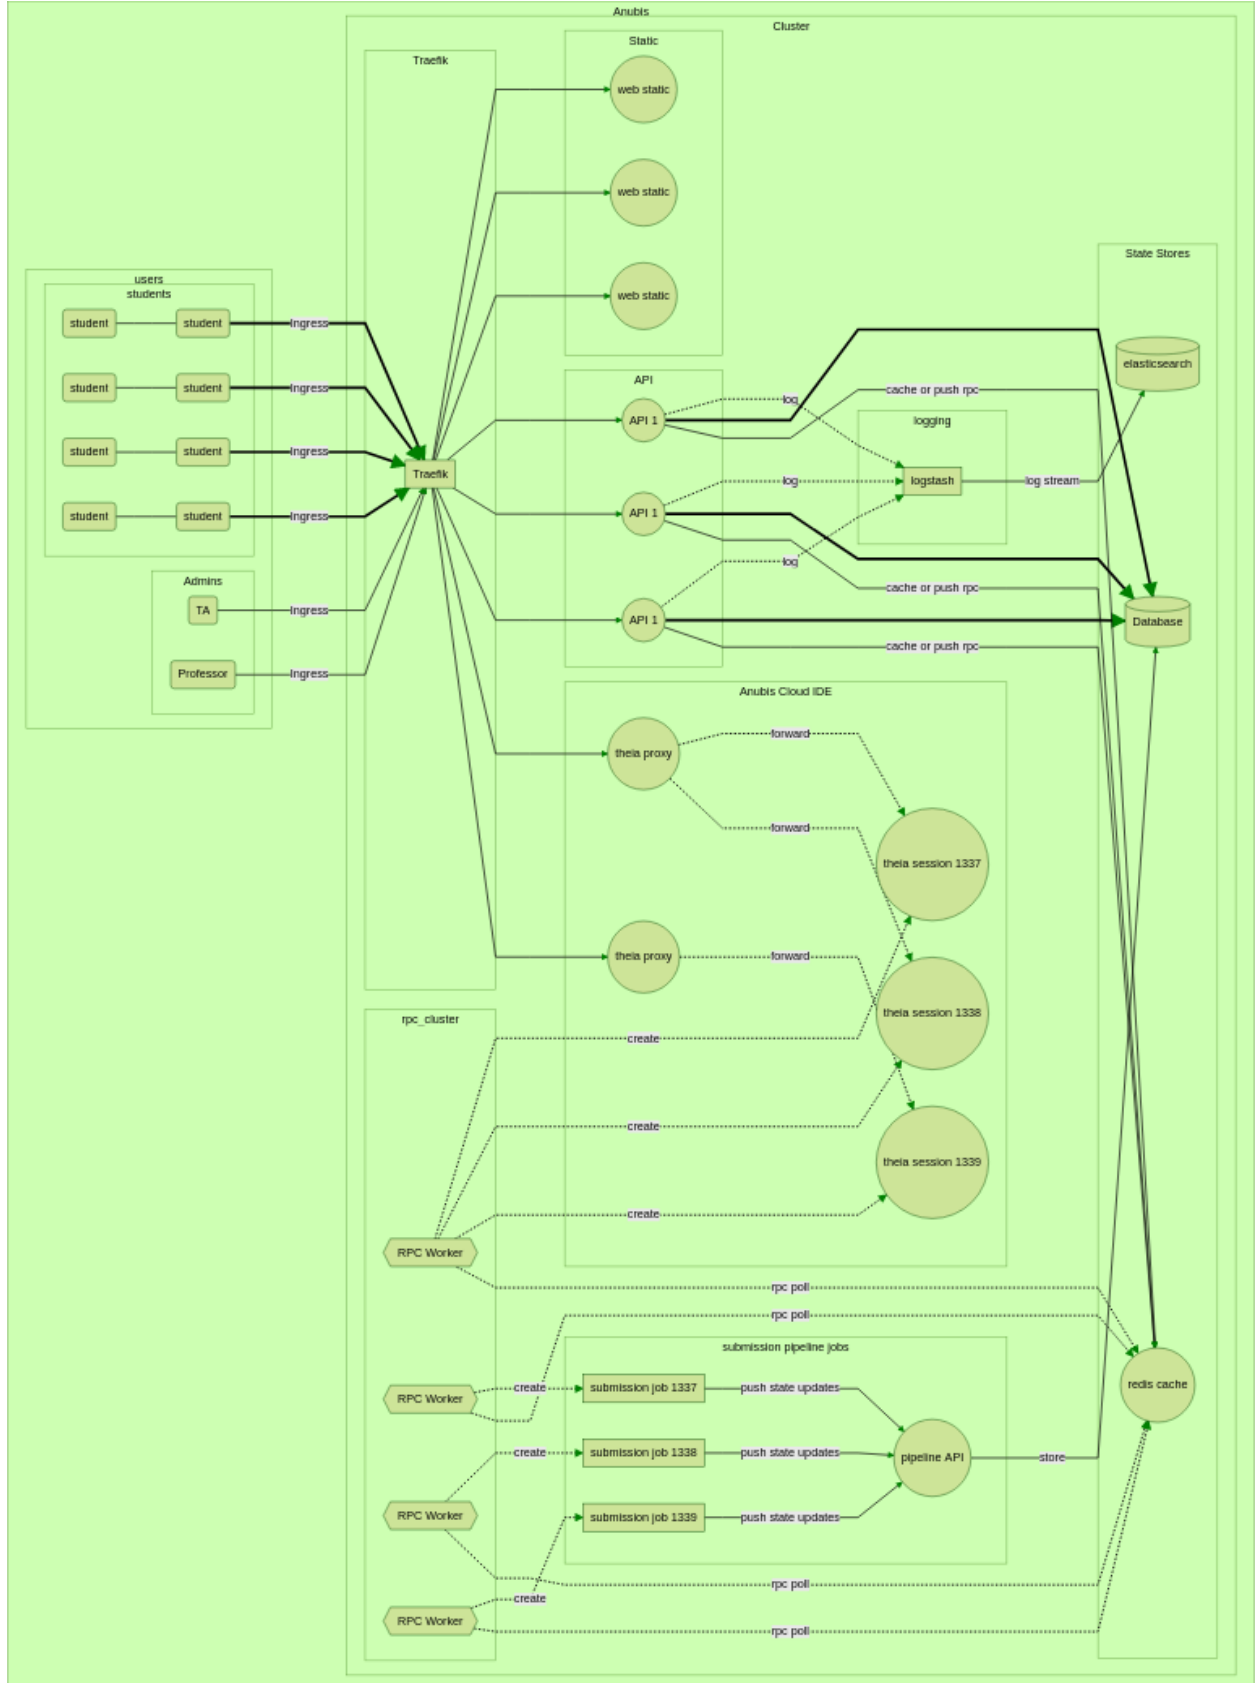 Anubis
Cluster
Static
Traefik
web static
web static
web static
State Stores
users
students
student student Ingress
student student Ingress
student student Ingress
student student Ingress
Traefik
Admins
TA Ingress
Professor Ingress
API
API 1 log
API 1 log
API 1 log
cache or push rpc
cache or push rpc
cache or push rpc
logging
logstash log stream
elasticsearch
Database
Anubis Cloud IDE
theia proxy forward
forward
theia session 1337
theia proxy forward
theia session 1338
theia session 1339
rpc_cluster
create
create
create
RPC Worker
rpc poll
rpc poll
submission pipeline jobs
RPC Worker create submission job 1337 push state updates
redis cache
create submission job 1338 push state updates
pipeline API store
RPC Worker submission job 1339 push state updates
rpc poll
create
RPC Worker
rpc poll